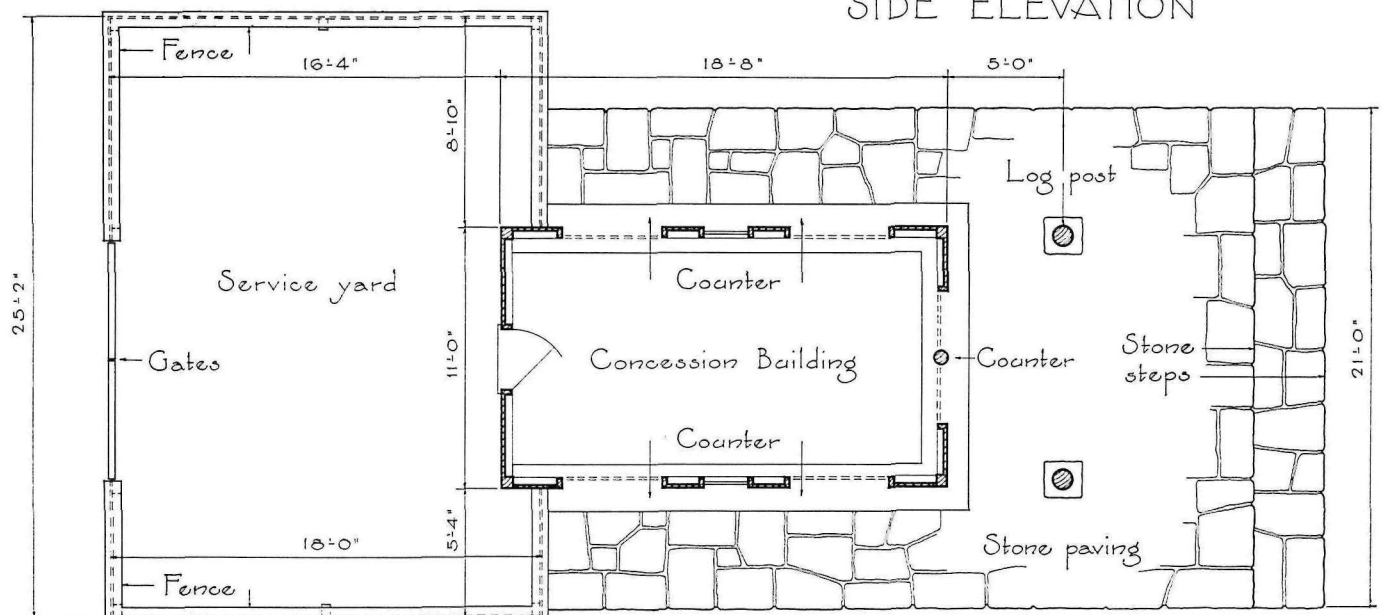 SIDE ELEVATION
Fence
16'-4"
18'-8"
5'-0"
8'-10"
Log post
Service yard
Counter
25'-2"
Gates
11'-0"
Concession Building
Counter
Stone
steps
21'-0"
Counter
18'-0"
5'-4"
Stone paving
Fence